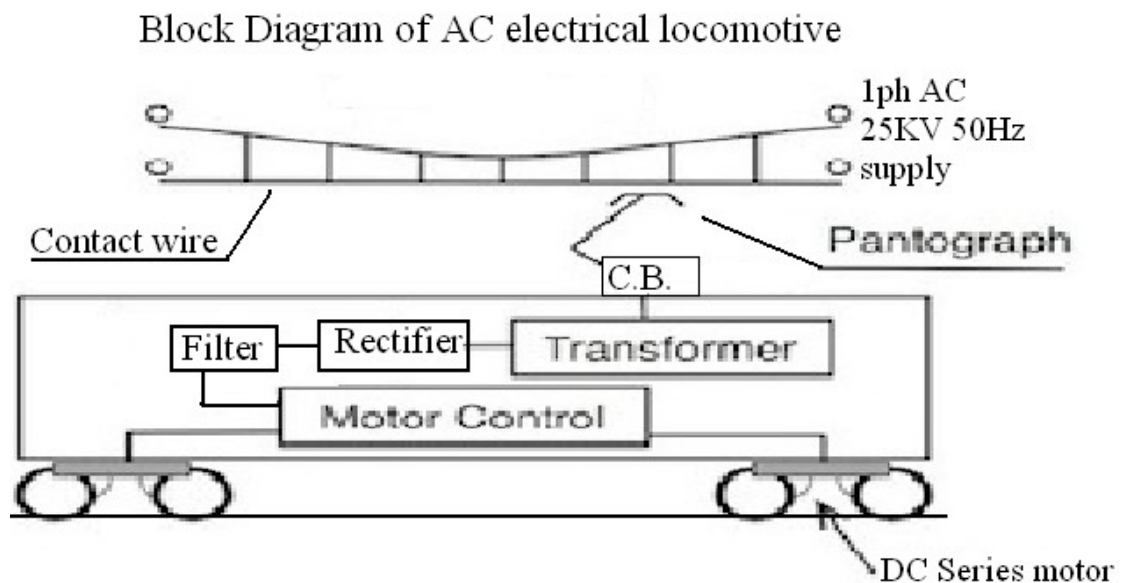 Block Diagram of AC electrical locomotive
1ph AC
25KV 50Hz
supply
Contact wire
Pantograph
C.B.
Filter
Rectifier
Transformer
Motor Control
DC Series motor